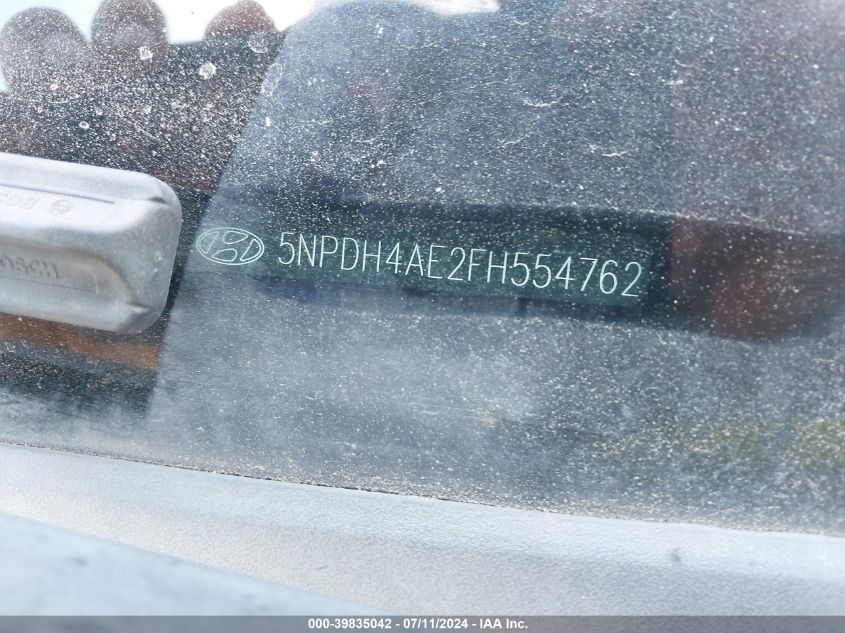 5NPDH4AE2FH554762
000-39835042 - 07/11/2024 - IAA Inc.